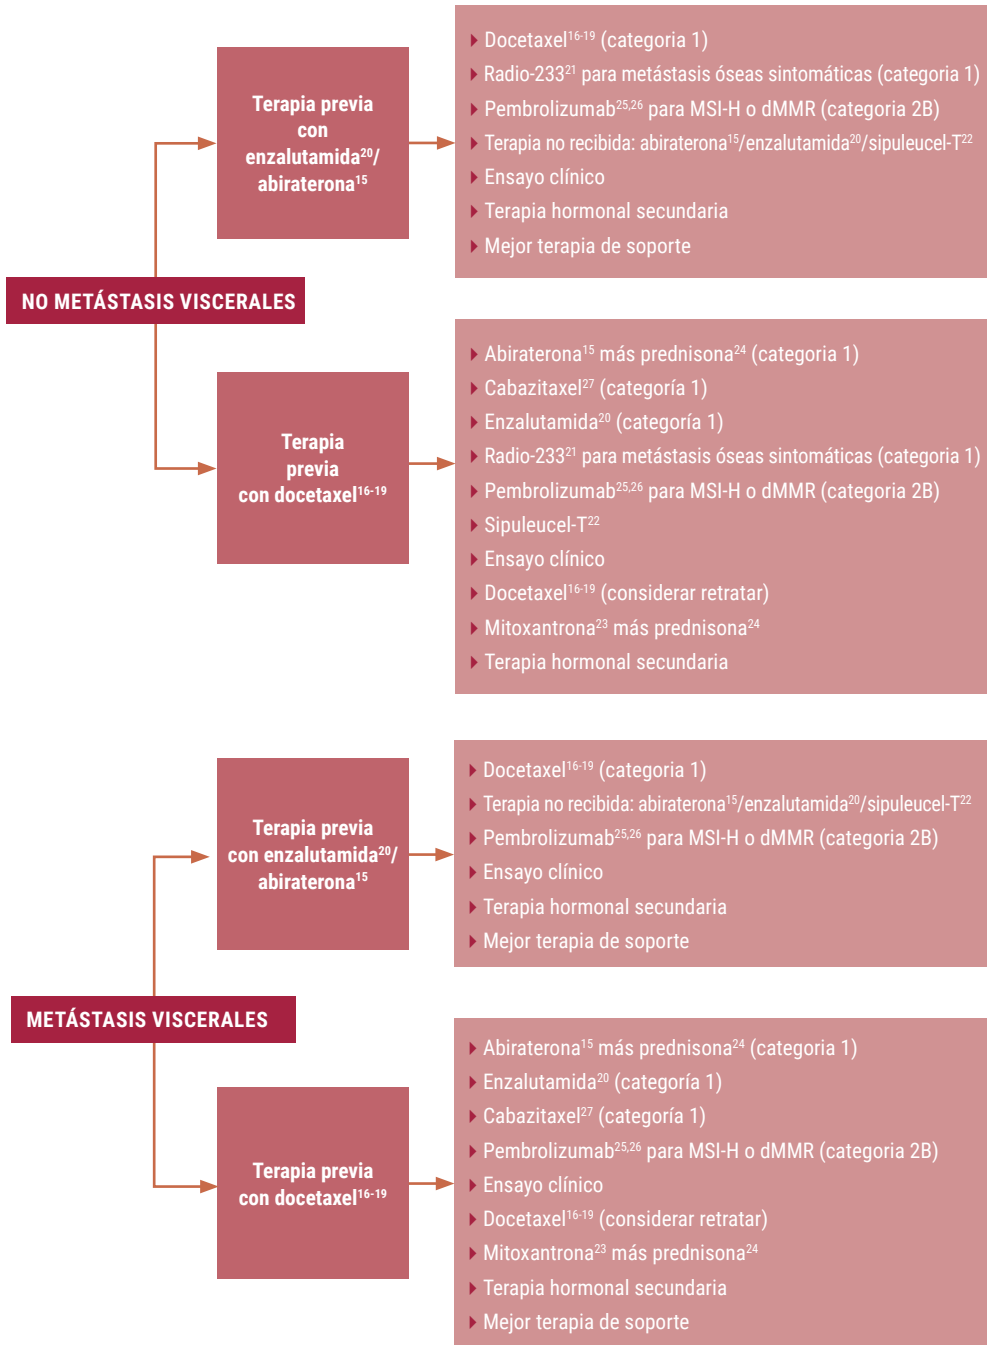 Terapia previa
con
enzalutamida²⁰/
abiraterona¹⁵
▸ Docetaxel¹⁶⁻¹⁹ (categoria 1)
▸ Radio-233²¹ para metástasis óseas sintomáticas (categoria 1)
▸ Pembrolizumab²⁵,²⁶ para MSI-H o dMMR (categoria 2B)
▸ Terapia no recibida: abiraterona¹⁵/enzalutamida²⁰/sipuleucel-T²²
▸ Ensayo clínico
▸ Terapia hormonal secundaria
▸ Mejor terapia de soporte
NO METÁSTASIS VISCERALES
Terapia
previa
con docetaxel¹⁶⁻¹⁹
▸ Abiraterona¹⁵ más prednisona²⁴ (categoria 1)
▸ Cabazitaxel²⁷ (categoría 1)
▸ Enzalutamida²⁰ (categoría 1)
▸ Radio-233²¹ para metástasis óseas sintomáticas (categoria 1)
▸ Pembrolizumab²⁵,²⁶ para MSI-H o dMMR (categoria 2B)
▸ Sipuleucel-T²²
▸ Ensayo clínico
▸ Docetaxel¹⁶⁻¹⁹ (considerar retratar)
▸ Mitoxantrona²³ más prednisona²⁴
▸ Terapia hormonal secundaria
Terapia previa
con enzalutamida²⁰/
abiraterona¹⁵
▸ Docetaxel¹⁶⁻¹⁹ (categoria 1)
▸ Terapia no recibida: abiraterona¹⁵/enzalutamida²⁰/sipuleucel-T²²
▸ Pembrolizumab²⁵,²⁶ para MSI-H o dMMR (categoria 2B)
▸ Ensayo clínico
▸ Terapia hormonal secundaria
▸ Mejor terapia de soporte
METÁSTASIS VISCERALES
Terapia previa
con docetaxel¹⁶⁻¹⁹
▸ Abiraterona¹⁵ más prednisona²⁴ (categoria 1)
▸ Enzalutamida²⁰ (categoría 1)
▸ Cabazitaxel²⁷ (categoría 1)
▸ Pembrolizumab²⁵,²⁶ para MSI-H o dMMR (categoria 2B)
▸ Ensayo clínico
▸ Docetaxel¹⁶⁻¹⁹ (considerar retratar)
▸ Mitoxantrona²³ más prednisona²⁴
▸ Terapia hormonal secundaria
▸ Mejor terapia de soporte